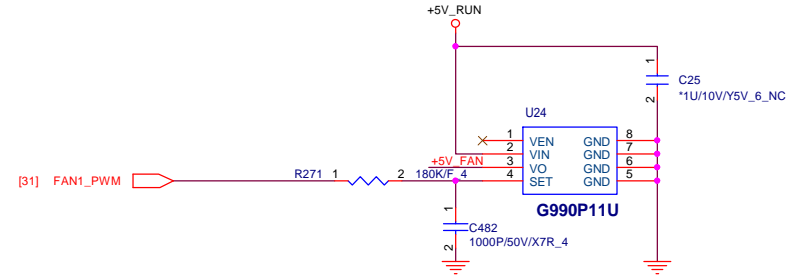 +5V_RUN
1
C25
2
*1U/10V/Y5V_6_NC
U24
1 VEN GND 8
2 VIN GND 7
+5V_FAN 3 VO GND 6
4 SET GND 5
[31] FAN1_PWM R271 1 2 180K/F_4
G990P11U
1
C482
2
1000P/50V/X7R_4